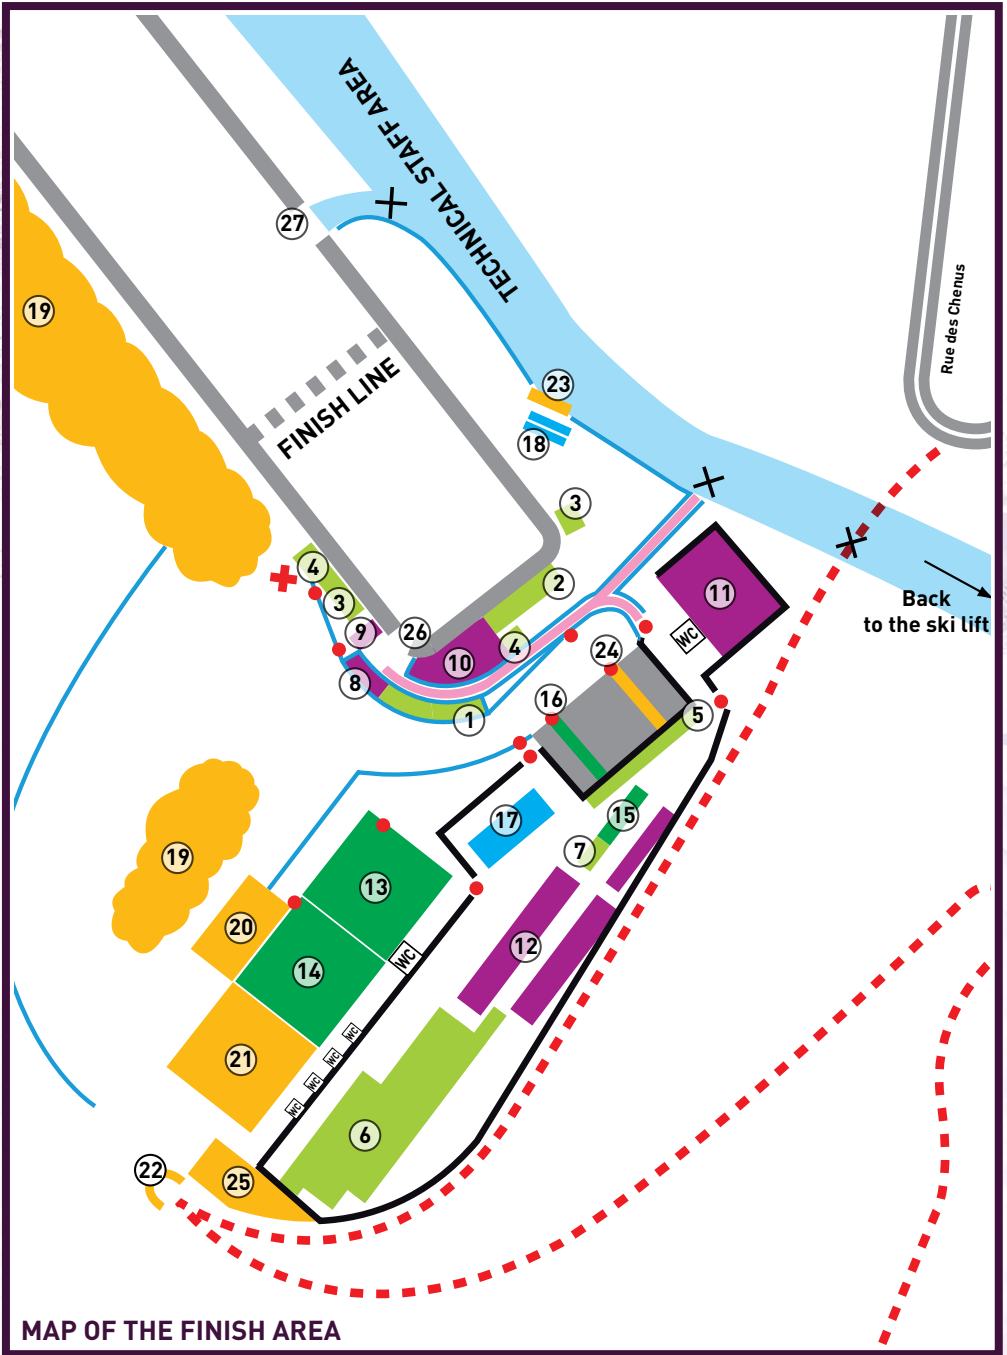 TECHNICAL STAFF AREA
27
19
Rue des Chenus
FINISH LINE
23
18
3
4
2
3
11
Back
to the ski lift
9
26
WC
4
24
10
8
16
5
1
17
15
7
19
13
20
12
WC
14
WC
21
WC
WC
WC
6
22
25
MAP OF THE FINISH AREA